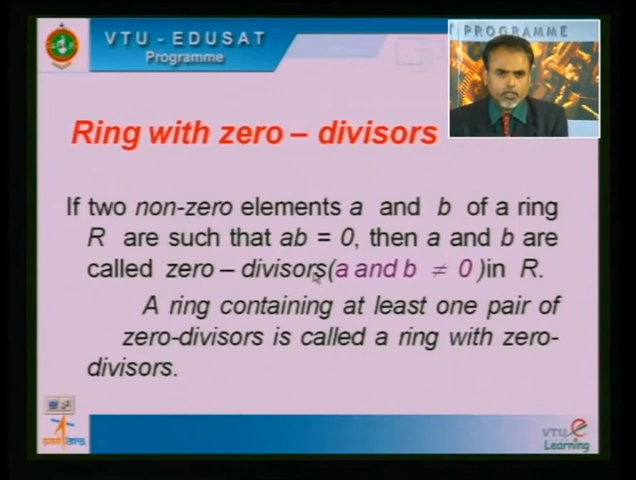 VTU - EDUSAT
Programme
T PROGRAMME
Ring with zero – divisors
If two non-zero elements a and b of a ring
R are such that ab = 0, then a and b are
called zero – divisors(a and b ≠ 0 )in R.
A ring containing at least one pair of
zero-divisors is called a ring with zero-
divisors.
VTU e
Learning